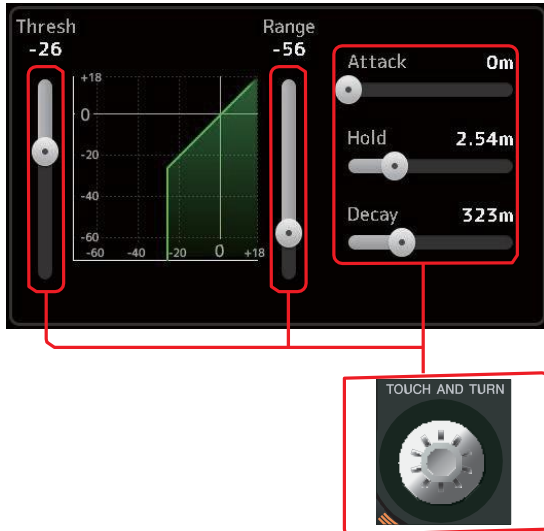 Thresh
-26
Range
-56
+18
0
-20
-40
-60
-60 -40 -20 0 +18
Attack 0m
Hold 2.54m
Decay 323m
TOUCH AND TURN